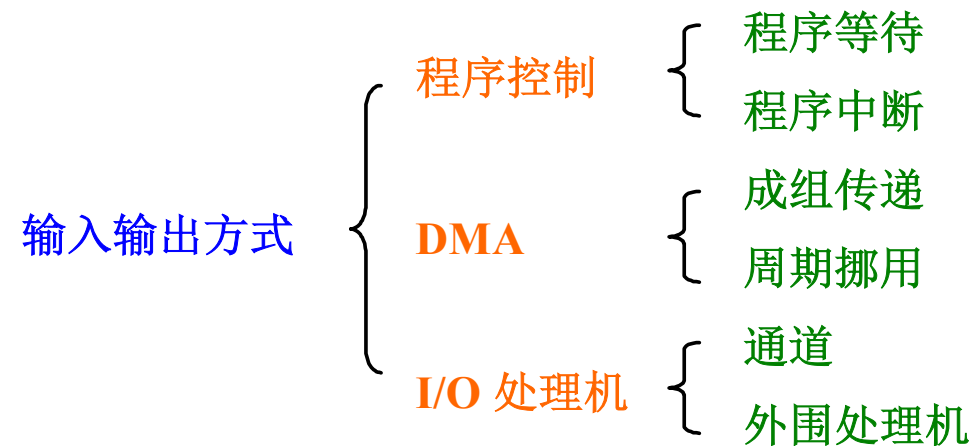 输入输出方式
程序控制
程序等待
程序中断
DMA
成组传递
周期挪用
I/O 处理机
通道
外围处理机